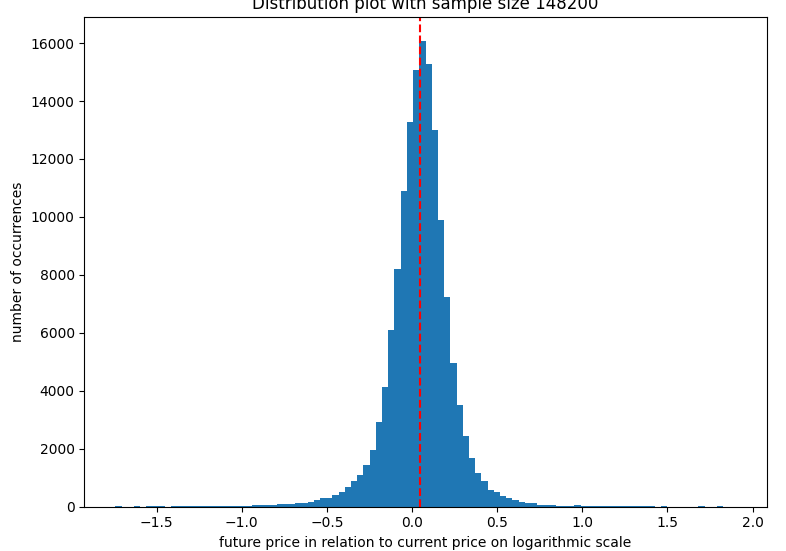 Distribution plot with sample size 148200
16000
14000
12000
10000
8000
6000
4000
2000
0
number of occurrences
−1.5 −1.0 −0.5 0.0 0.5 1.0 1.5 2.0
future price in relation to current price on logarithmic scale